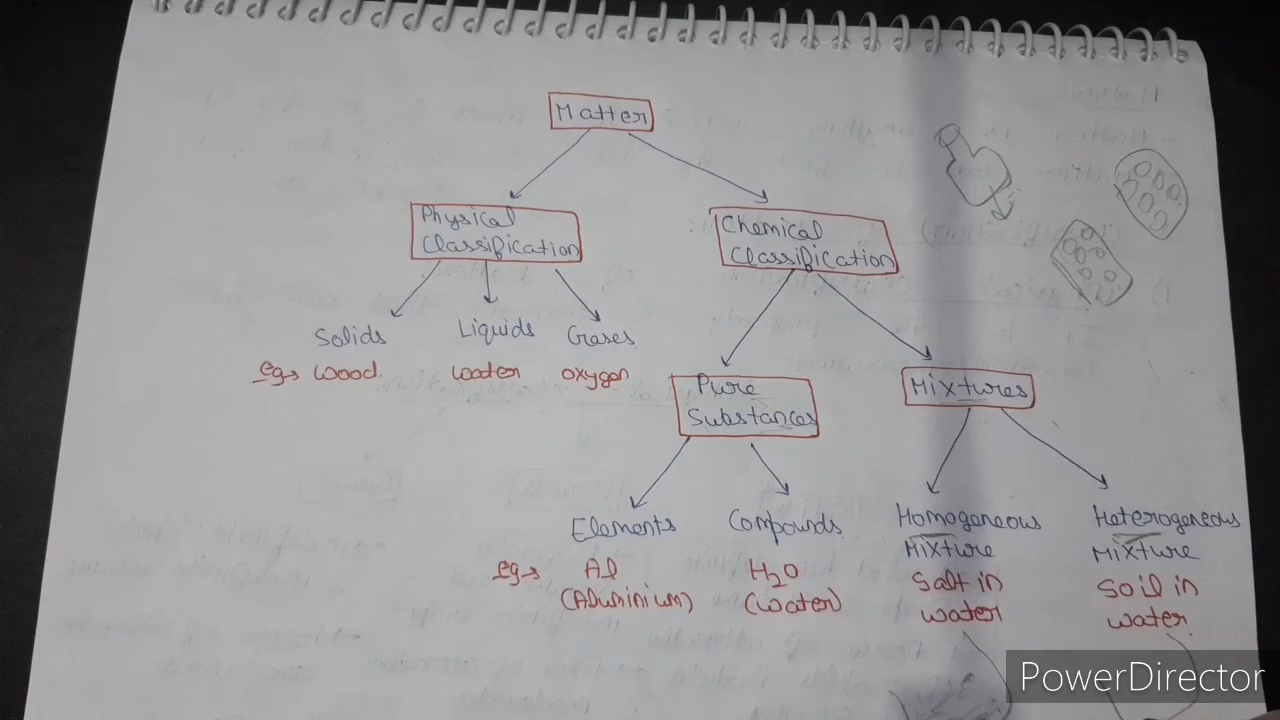 Matter
Physical
Classification
Chemical
Classification
Solids
Liquids
Gases
eg→ wood.
water
oxygen
Pure
Substances
Mixtures
Elements
Compounds
Homogeneous
Mixture
Heterogeneous
Mixture
eg→
Al
(Aluminium)
H2O
(water)
Salt in
water
Soil in
water
PowerDirector